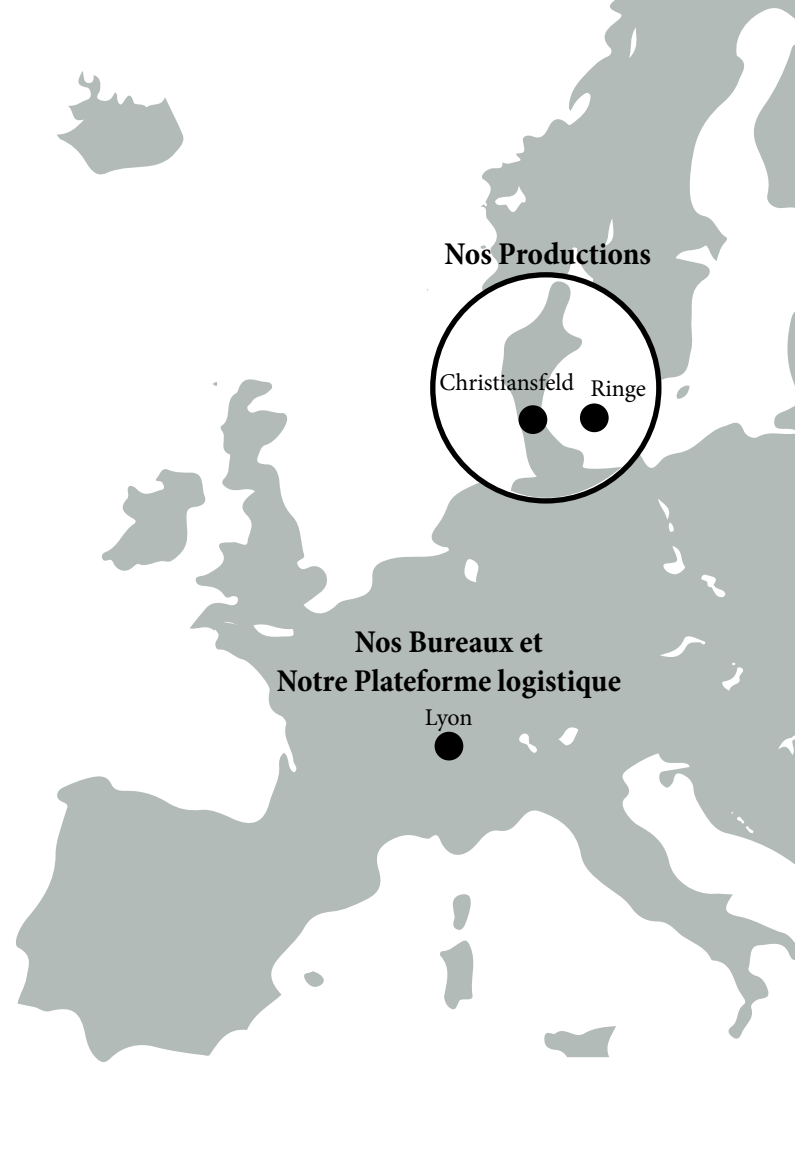 Nos Productions
Christiansfeld
Ringe
Nos Bureaux et
Notre Plateforme logistique
Lyon